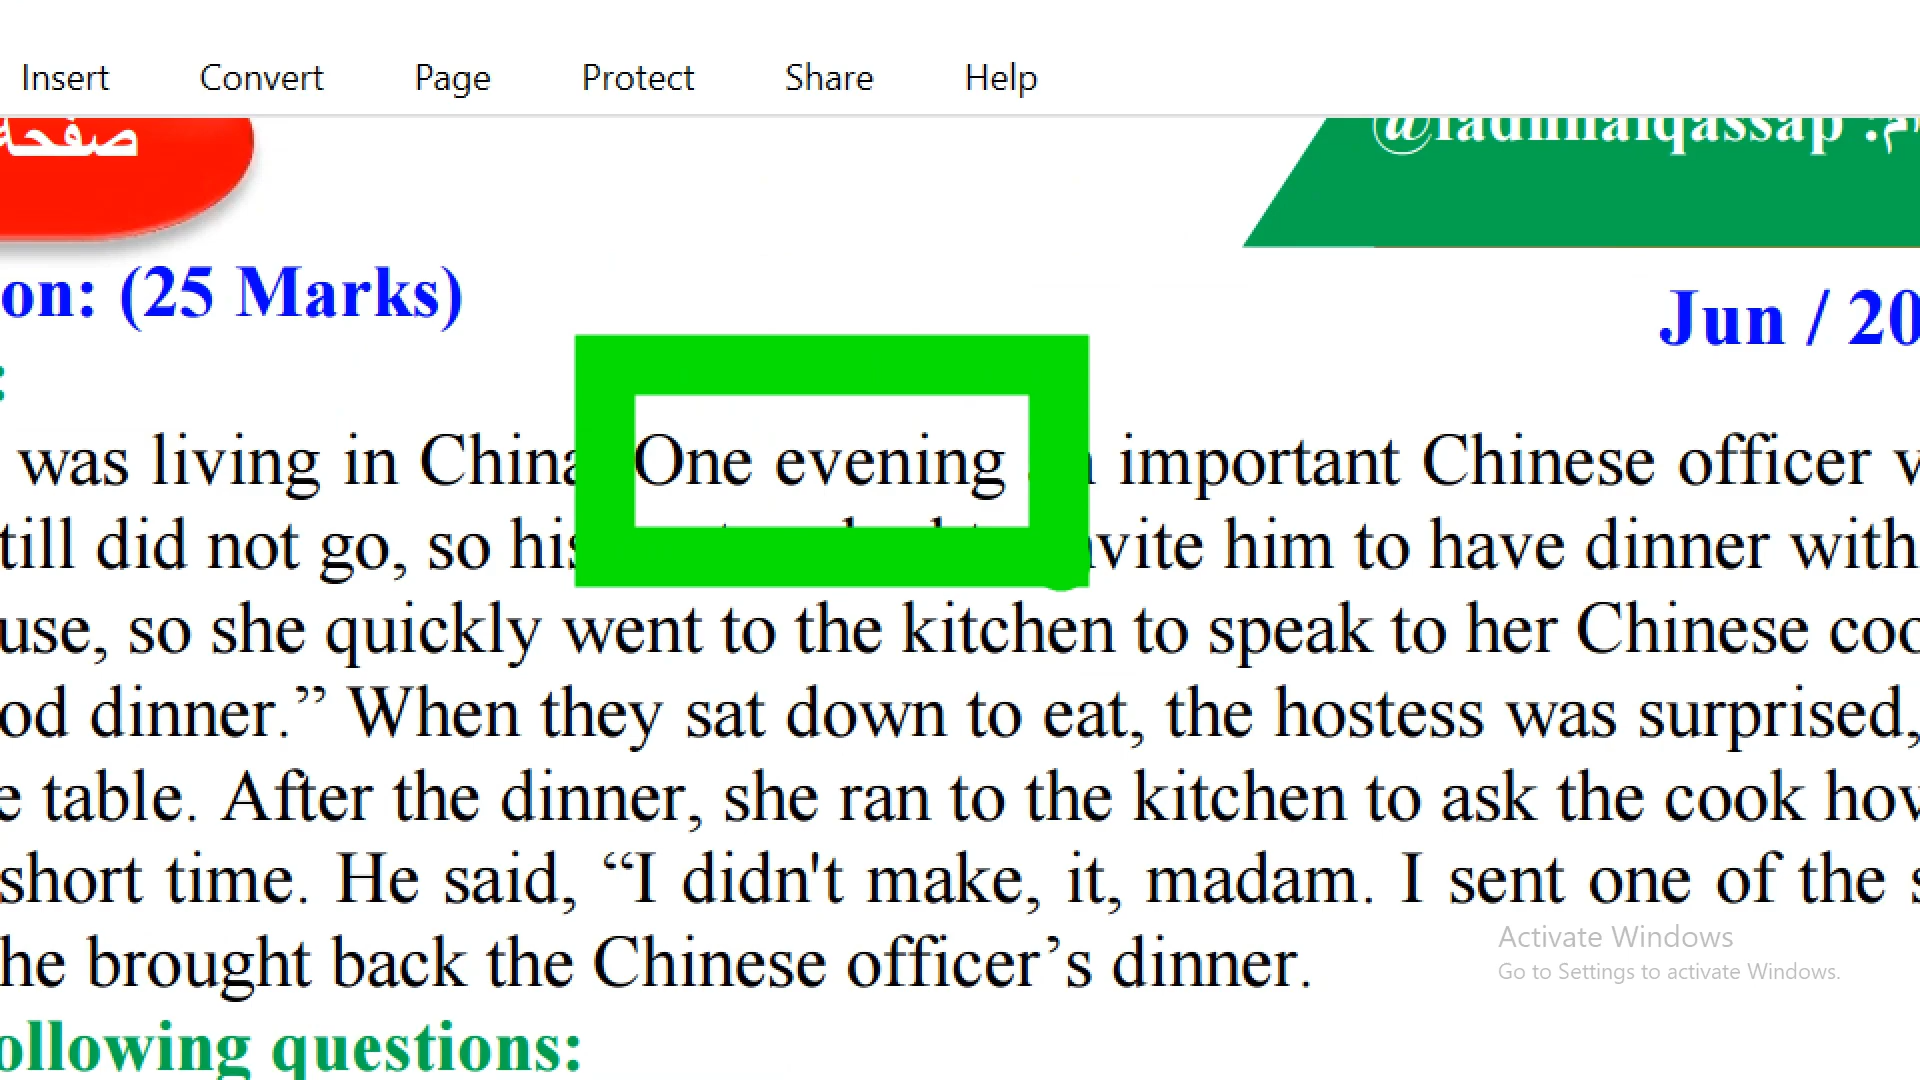 Insert Convert Page Protect Share Help
صفحة
@fadhilalqassap :م
on: (25 Marks)
Jun / 20
:
was living in China One evening important Chinese officer
till did not go, so his nvite him to have dinner with
use, so she quickly went to the kitchen to speak to her Chinese coo
od dinner.” When they sat down to eat, the hostess was surprised,
e table. After the dinner, she ran to the kitchen to ask the cook how
short time. He said, “I didn't make, it, madam. I sent one of the s
he brought back the Chinese officer’s dinner.
ollowing questions:
Activate Windows
Go to Settings to activate Windows.